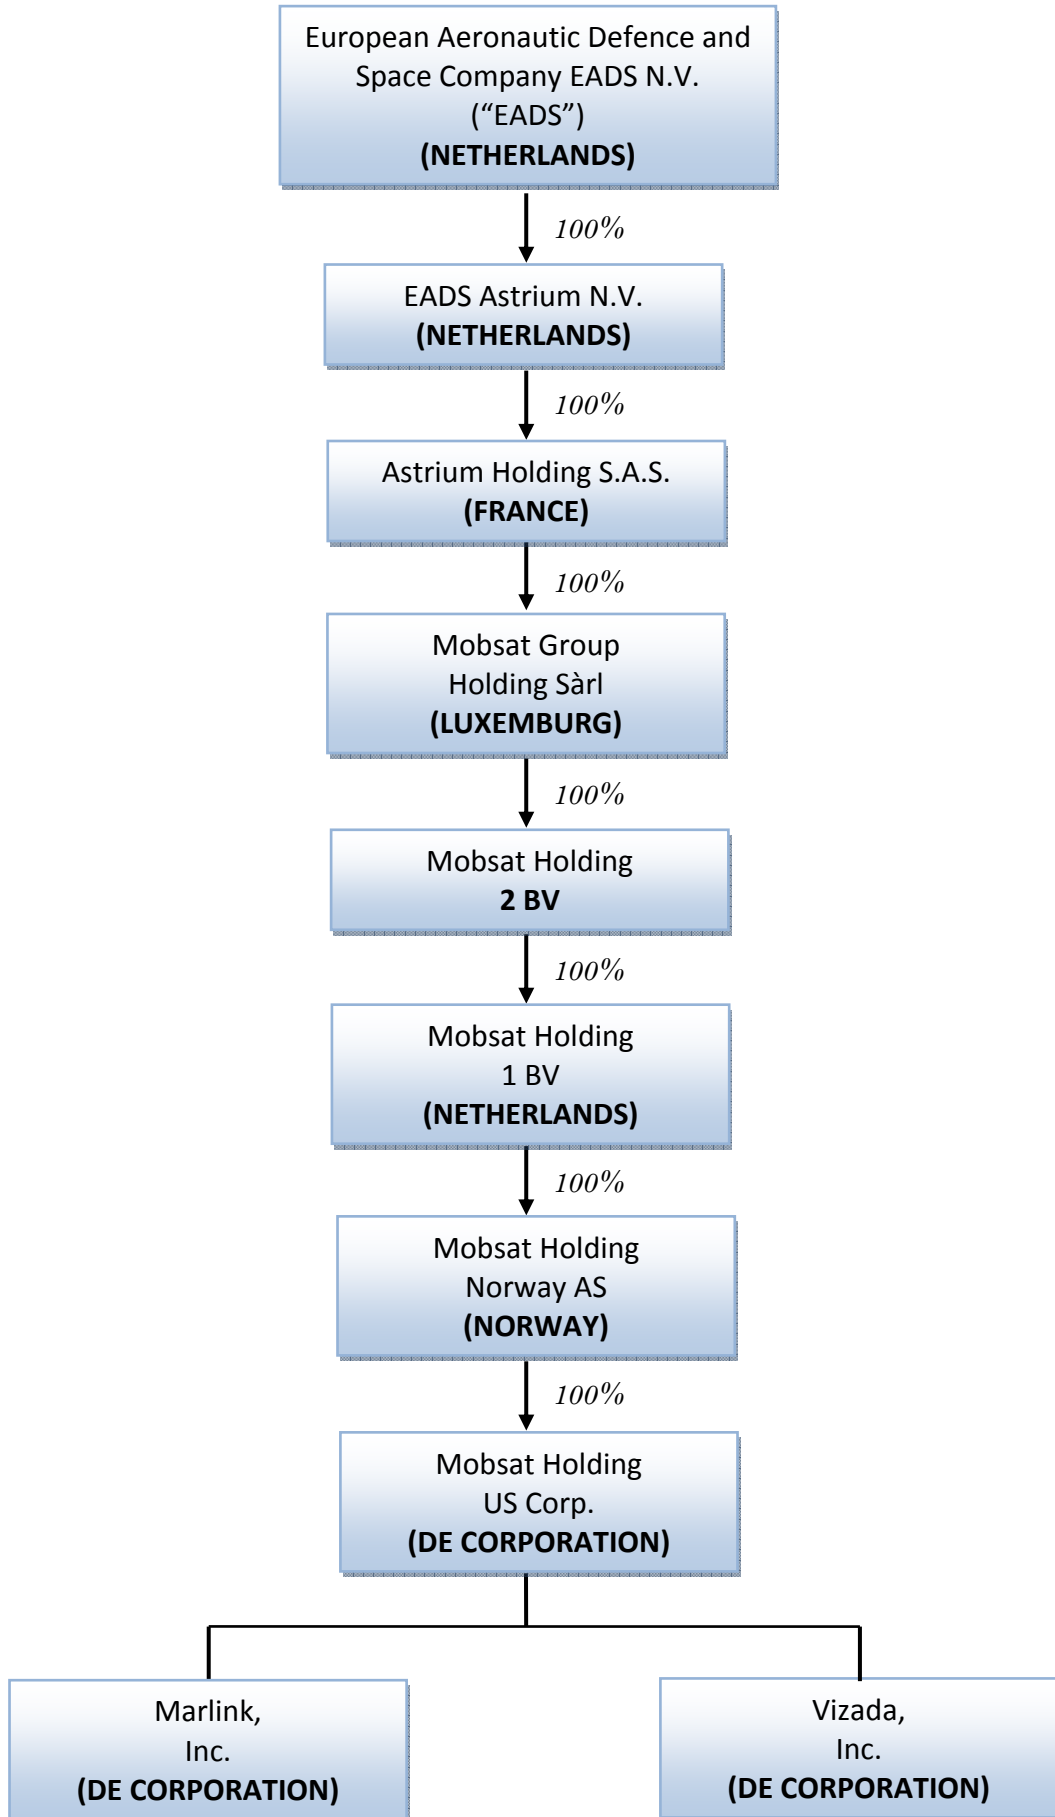 European Aeronautic Defence and
Space Company EADS N.V.
(“EADS”)
(NETHERLANDS)
100%
EADS Astrium N.V.
(NETHERLANDS)
100%
Astrium Holding S.A.S.
(FRANCE)
100%
Mobsat Group
Holding Sàrl
(LUXEMBURG)
100%
Mobsat Holding
2 BV
100%
Mobsat Holding
1 BV
(NETHERLANDS)
100%
Mobsat Holding
Norway AS
(NORWAY)
100%
Mobsat Holding
US Corp.
(DE CORPORATION)
Marlink,
Inc.
(DE CORPORATION)
Vizada,
Inc.
(DE CORPORATION)